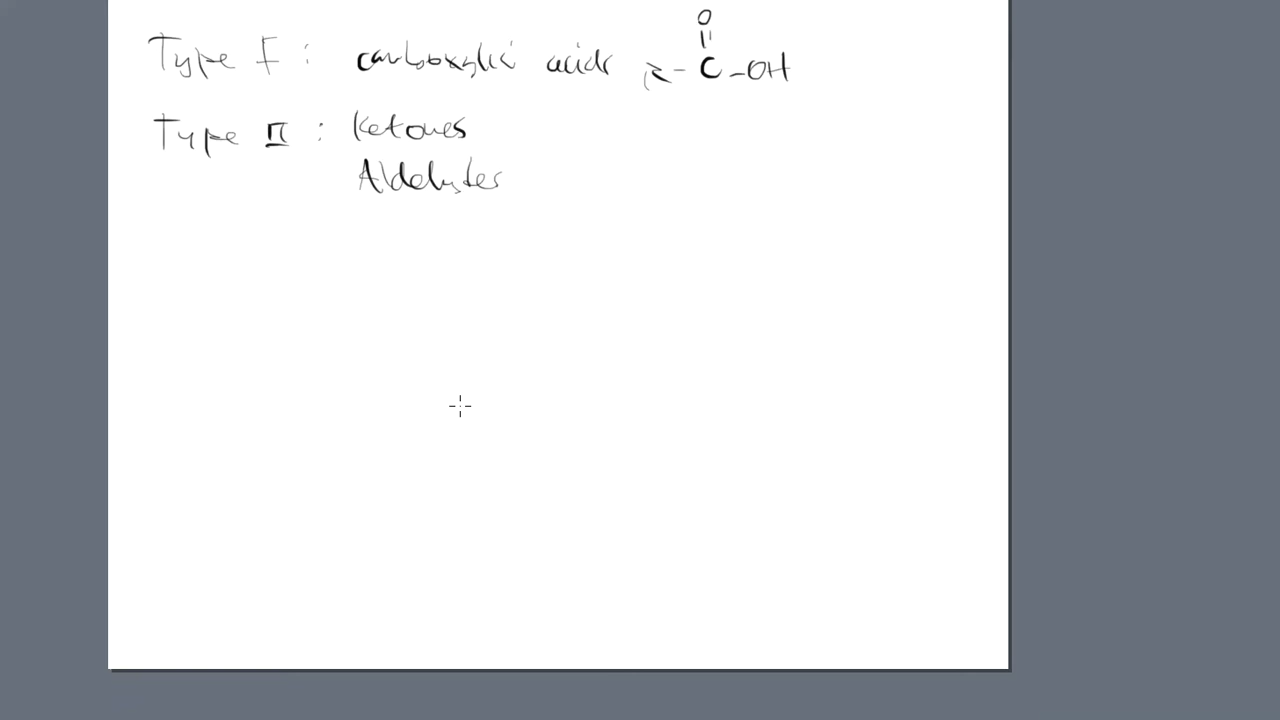 O
Type I : carboxylic acids R - C - OH
Type II : Ketones
Aldehydes